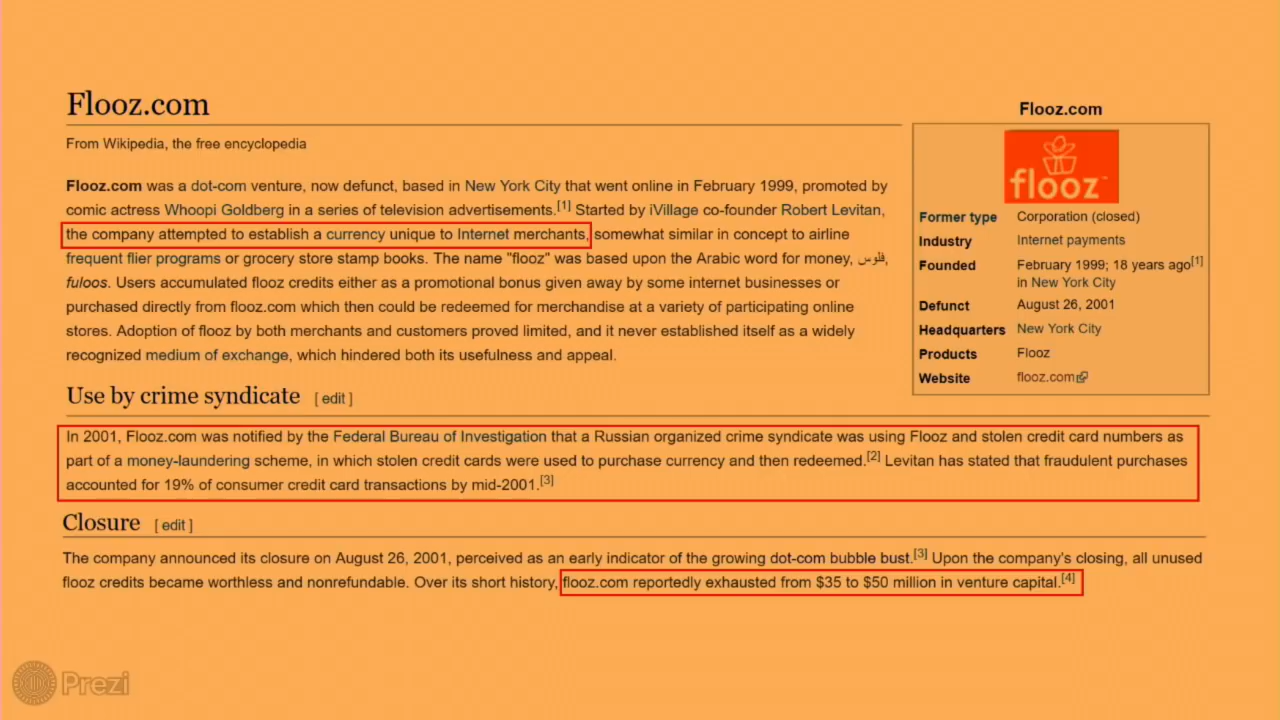 Flooz.com
From Wikipedia, the free encyclopedia
Flooz.com was a dot-com venture, now defunct, based in New York City that went online in February 1999, promoted by
comic actress Whoopi Goldberg in a series of television advertisements.[1] Started by iVillage co-founder Robert Levitan,
the company attempted to establish a currency unique to Internet merchants, somewhat similar in concept to airline
frequent flier programs or grocery store stamp books. The name "flooz" was based upon the Arabic word for money, فلوس,
fuloos. Users accumulated flooz credits either as a promotional bonus given away by some internet businesses or
purchased directly from flooz.com which then could be redeemed for merchandise at a variety of participating online
stores. Adoption of flooz by both merchants and customers proved limited, and it never established itself as a widely
recognized medium of exchange, which hindered both its usefulness and appeal.
Flooz.com
flooz™
Former type Corporation (closed)
Industry Internet payments
Founded February 1999; 18 years ago[1]
in New York City
Defunct August 26, 2001
Headquarters New York City
Products Flooz
Website flooz.com
Use by crime syndicate [ edit ]
In 2001, Flooz.com was notified by the Federal Bureau of Investigation that a Russian organized crime syndicate was using Flooz and stolen credit card numbers as
part of a money-laundering scheme, in which stolen credit cards were used to purchase currency and then redeemed.[2] Levitan has stated that fraudulent purchases
accounted for 19% of consumer credit card transactions by mid-2001.[3]
Closure [ edit ]
The company announced its closure on August 26, 2001, perceived as an early indicator of the growing dot-com bubble bust.[3] Upon the company's closing, all unused
flooz credits became worthless and nonrefundable. Over its short history, flooz.com reportedly exhausted from $35 to $50 million in venture capital.[4]
Prezi